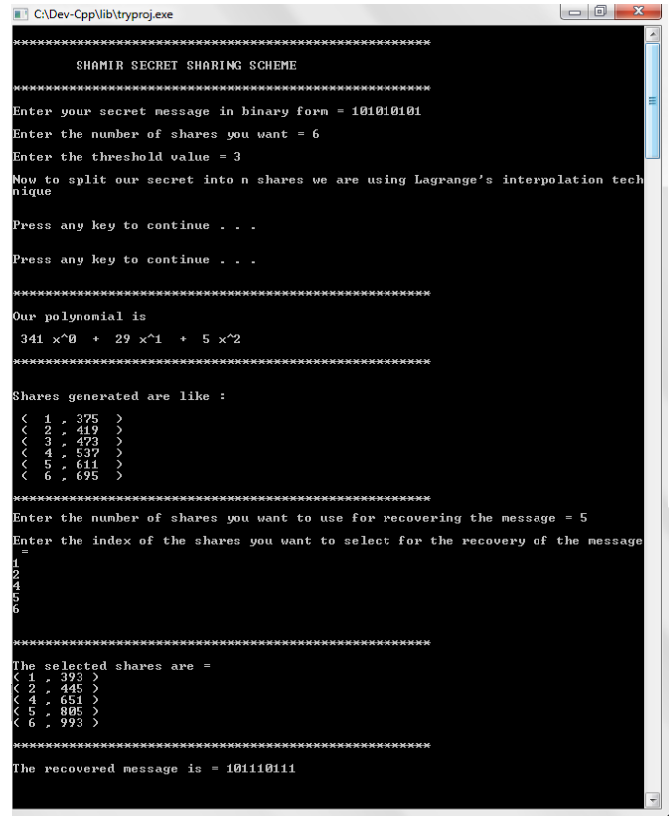 C:\Dev-Cpp\lib\tryproj.exe
******************************************************
SHAMIR SECRET SHARING SCHEME
******************************************************
Enter your secret message in binary form = 101010101
Enter the number of shares you want = 6
Enter the threshold value = 3
Now to split our secret into n shares we are using Lagrange's interpolation tech
nique
Press any key to continue . . .
Press any key to continue . . .
******************************************************
Our polynomial is
341 x^0 + 29 x^1 + 5 x^2
******************************************************
Shares generated are like :
( 1 , 375 )
( 2 , 419 )
( 3 , 473 )
( 4 , 537 )
( 5 , 611 )
( 6 , 695 )
******************************************************
Enter the number of shares you want to use for recovering the message = 5
Enter the index of the shares you want to select for the recovery of the message
=
1
2
4
5
6
******************************************************
The selected shares are =
( 1 , 393 )
( 2 , 445 )
( 4 , 651 )
( 5 , 805 )
( 6 , 993 )
******************************************************
The recovered message is = 101110111